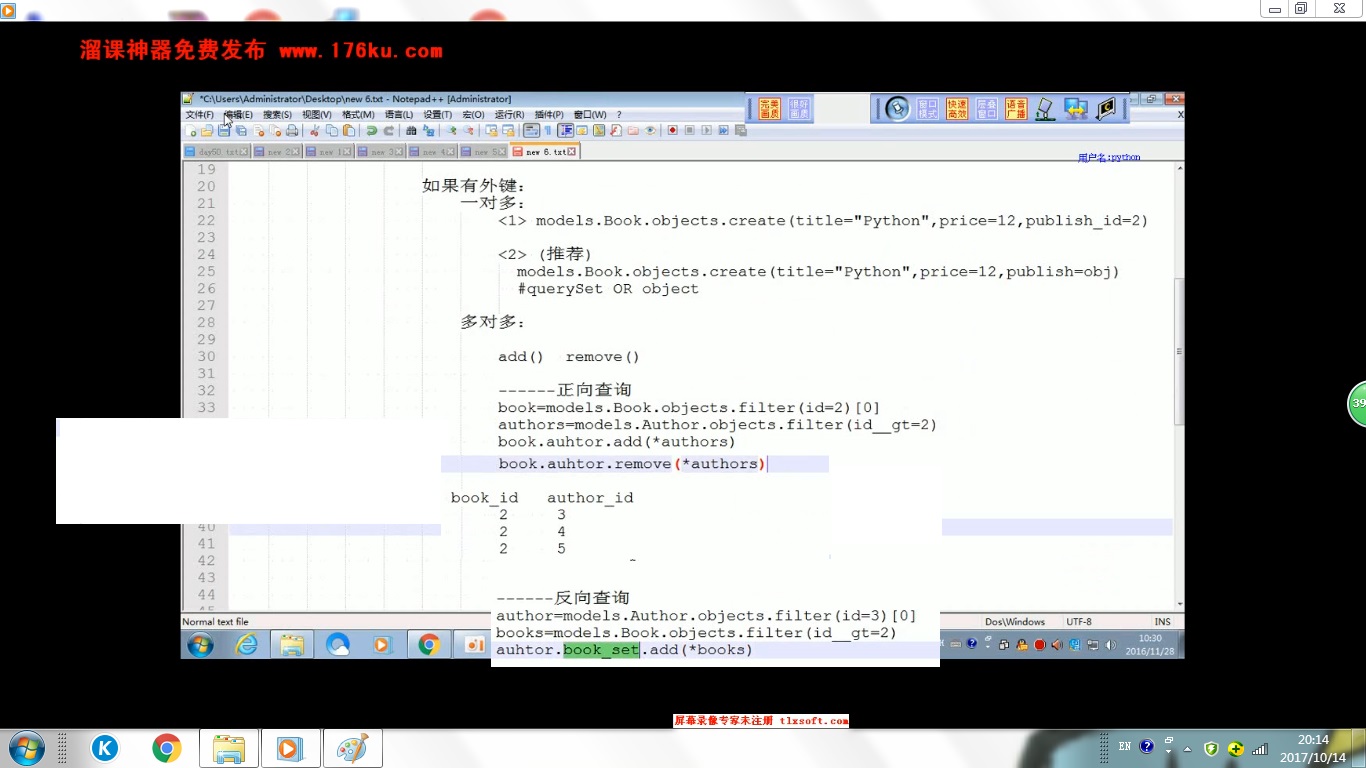 溜课神器免费发布 www.176ku.com
*C:\Users\Administrator\Desktop\new 6.txt - Notepad++ [Administrator]
完美画质 很好画质 窗口模式 快速高效 层叠窗口 语音广播
文件(F) 编辑(E) 搜索(S) 视图(V) 格式(M) 语言(L) 设置(T) 宏(O) 运行(R) 插件(P) 窗口(W) ? X
day50.txt new 2 new 1 new 3 new 4 new 5 new 6.txt
用户名:python
19
20 如果有外键:
21 一对多:
22 <1> models.Book.objects.create(title="Python",price=12,publish_id=2)
23
24 <2> (推荐)
25 models.Book.objects.create(title="Python",price=12,publish=obj)
26 #querySet OR object
27
28 多对多:
29
30 add() remove()
31
32 ------正向查询
33 book=models.Book.objects.filter(id=2)[0]
authors=models.Author.objects.filter(id__gt=2)
book.auhtor.add(*authors)
book.auhtor.remove(*authors)
book_id author_id
2 3
40 2 4
41 2 5
42
43
44 ------反向查询
author=models.Author.objects.filter(id=3)[0]
books=models.Book.objects.filter(id__gt=2)
auhtor.book_set.add(*books)
Normal text file Dos\Windows UTF-8 INS
10:30
2016/11/28
39
屏幕录像专家未注册 tlxsoft.com
EN
20:14
2017/10/14